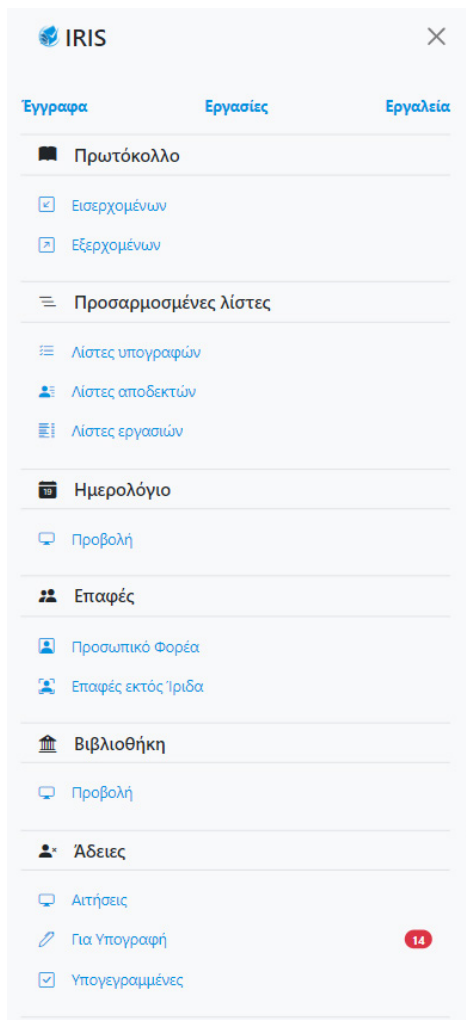 IRIS
Έγγραφα Εργασίες Εργαλεία
Πρωτόκολλο
Εισερχομένων
Εξερχομένων
Προσαρμοσμένες λίστες
Λίστες υπογραφών
Λίστες αποδεκτών
Λίστες εργασιών
19 Ημερολόγιο
Προβολή
Επαφές
Προσωπικό Φορέα
Επαφές εκτός Ίριδα
Βιβλιοθήκη
Προβολή
Άδειες
Αιτήσεις
Για Υπογραφή 14
Υπογεγραμμένες